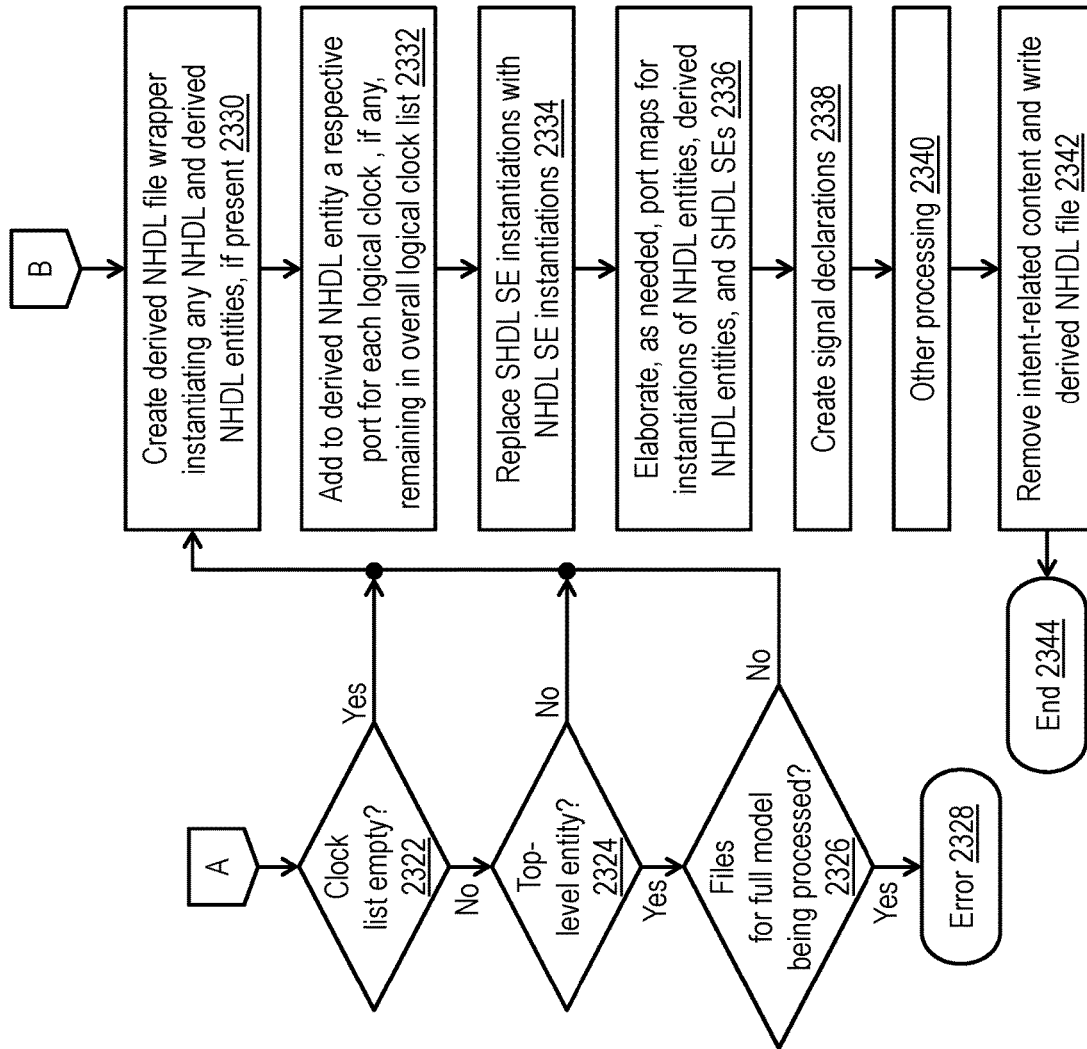 A
Clock
list empty?
2322
Yes
No
Top-
level entity?
2324
No
Yes
Files
for full model
being processed?
2326
No
Yes
Error 2328
B
Create derived NHDL file wrapper
instantiating any NHDL and derived
NHDL entities, if present 2330
Add to derived NHDL entity a respective
port for each logical clock , if any,
remaining in overall logical clock list 2332
Replace SHDL SE instantiations with
NHDL SE instantiations 2334
Elaborate, as needed, port maps for
instantiations of NHDL entities, derived
NHDL entities, and SHDL SEs 2336
Create signal declarations 2338
Other processing 2340
Remove intent-related content and write
derived NHDL file 2342
End 2344